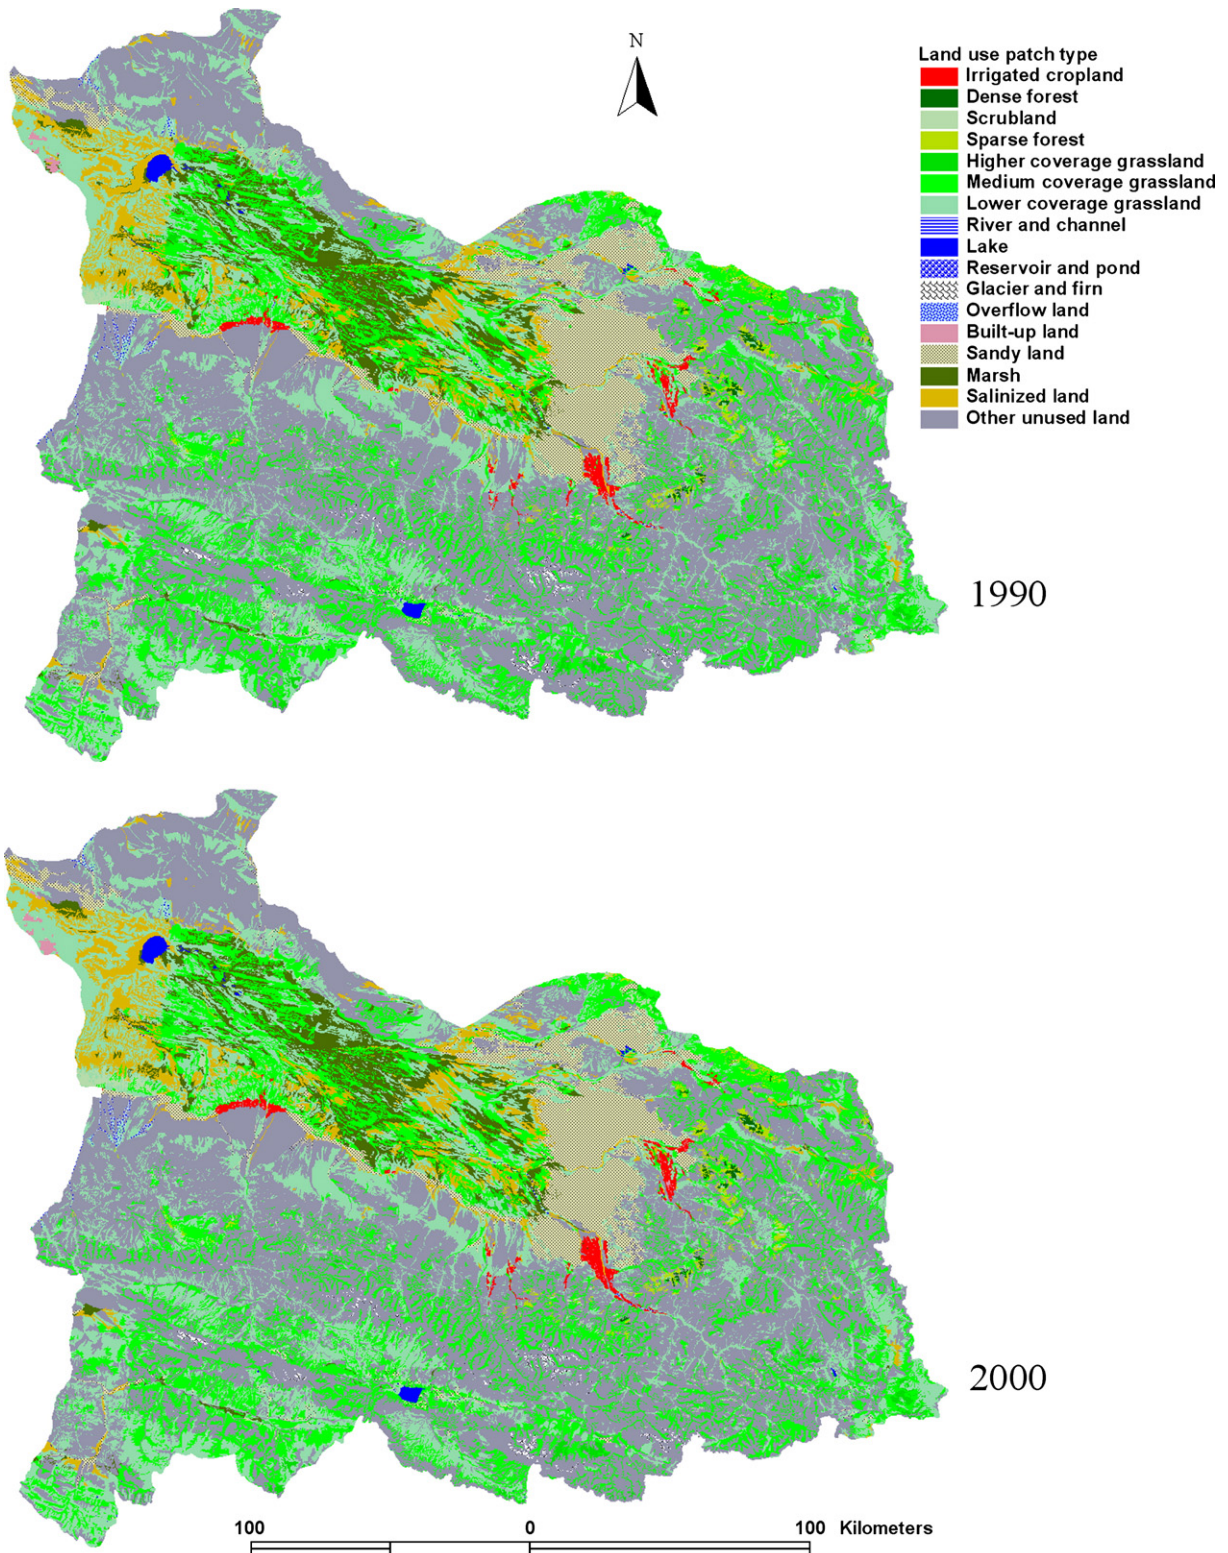 N
Land use patch type
Irrigated cropland
Dense forest
Scrubland
Sparse forest
Higher coverage grassland
Medium coverage grassland
Lower coverage grassland
River and channel
Lake
Reservoir and pond
Glacier and firn
Overflow land
Built-up land
Sandy land
Marsh
Salinized land
Other unused land
1990
2000
100 0 100 Kilometers